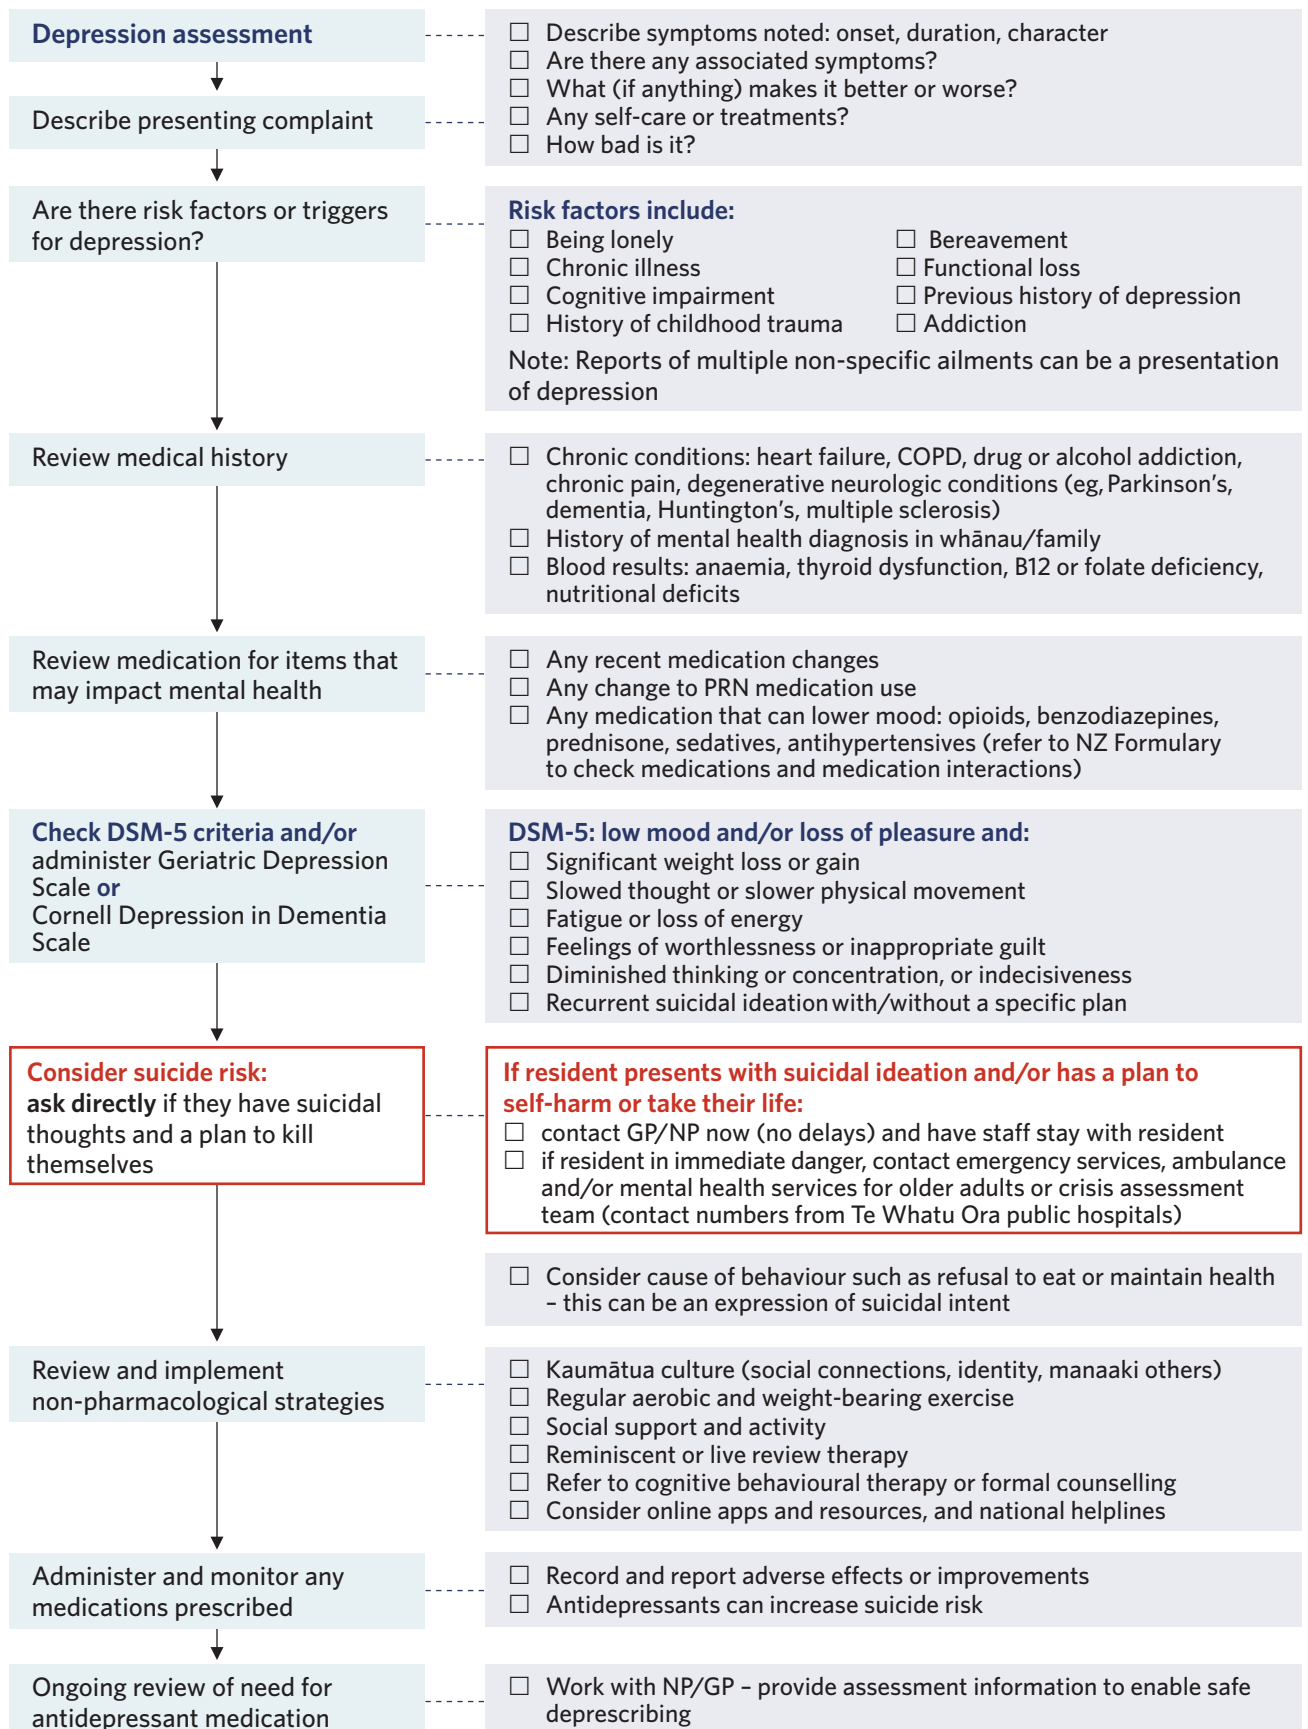 Depression assessment
☐ Describe symptoms noted: onset, duration, character
☐ Are there any associated symptoms?
☐ What (if anything) makes it better or worse?
☐ Any self-care or treatments?
☐ How bad is it?
Describe presenting complaint
Are there risk factors or triggers
for depression?
Risk factors include:
☐ Being lonely
☐ Chronic illness
☐ Cognitive impairment
☐ History of childhood trauma
☐ Bereavement
☐ Functional loss
☐ Previous history of depression
☐ Addiction
Note: Reports of multiple non-specific ailments can be a presentation
of depression
Review medical history
☐ Chronic conditions: heart failure, COPD, drug or alcohol addiction,
chronic pain, degenerative neurologic conditions (eg, Parkinson's,
dementia, Huntington's, multiple sclerosis)
☐ History of mental health diagnosis in whānau/family
☐ Blood results: anaemia, thyroid dysfunction, B12 or folate deficiency,
nutritional deficits
Review medication for items that
may impact mental health
☐ Any recent medication changes
☐ Any change to PRN medication use
☐ Any medication that can lower mood: opioids, benzodiazepines,
prednisone, sedatives, antihypertensives (refer to NZ Formulary
to check medications and medication interactions)
Check DSM-5 criteria and/or
administer Geriatric Depression
Scale or
Cornell Depression in Dementia
Scale
DSM-5: low mood and/or loss of pleasure and:
☐ Significant weight loss or gain
☐ Slowed thought or slower physical movement
☐ Fatigue or loss of energy
☐ Feelings of worthlessness or inappropriate guilt
☐ Diminished thinking or concentration, or indecisiveness
☐ Recurrent suicidal ideation with/without a specific plan
Consider suicide risk:
ask directly if they have suicidal
thoughts and a plan to kill
themselves
If resident presents with suicidal ideation and/or has a plan to
self-harm or take their life:
☐ contact GP/NP now (no delays) and have staff stay with resident
☐ if resident in immediate danger, contact emergency services, ambulance
and/or mental health services for older adults or crisis assessment
team (contact numbers from Te Whatu Ora public hospitals)
☐ Consider cause of behaviour such as refusal to eat or maintain health
– this can be an expression of suicidal intent
Review and implement
non-pharmacological strategies
☐ Kaumātua culture (social connections, identity, manaaki others)
☐ Regular aerobic and weight-bearing exercise
☐ Social support and activity
☐ Reminiscent or live review therapy
☐ Refer to cognitive behavioural therapy or formal counselling
☐ Consider online apps and resources, and national helplines
Administer and monitor any
medications prescribed
☐ Record and report adverse effects or improvements
☐ Antidepressants can increase suicide risk
Ongoing review of need for
antidepressant medication
☐ Work with NP/GP – provide assessment information to enable safe
deprescribing